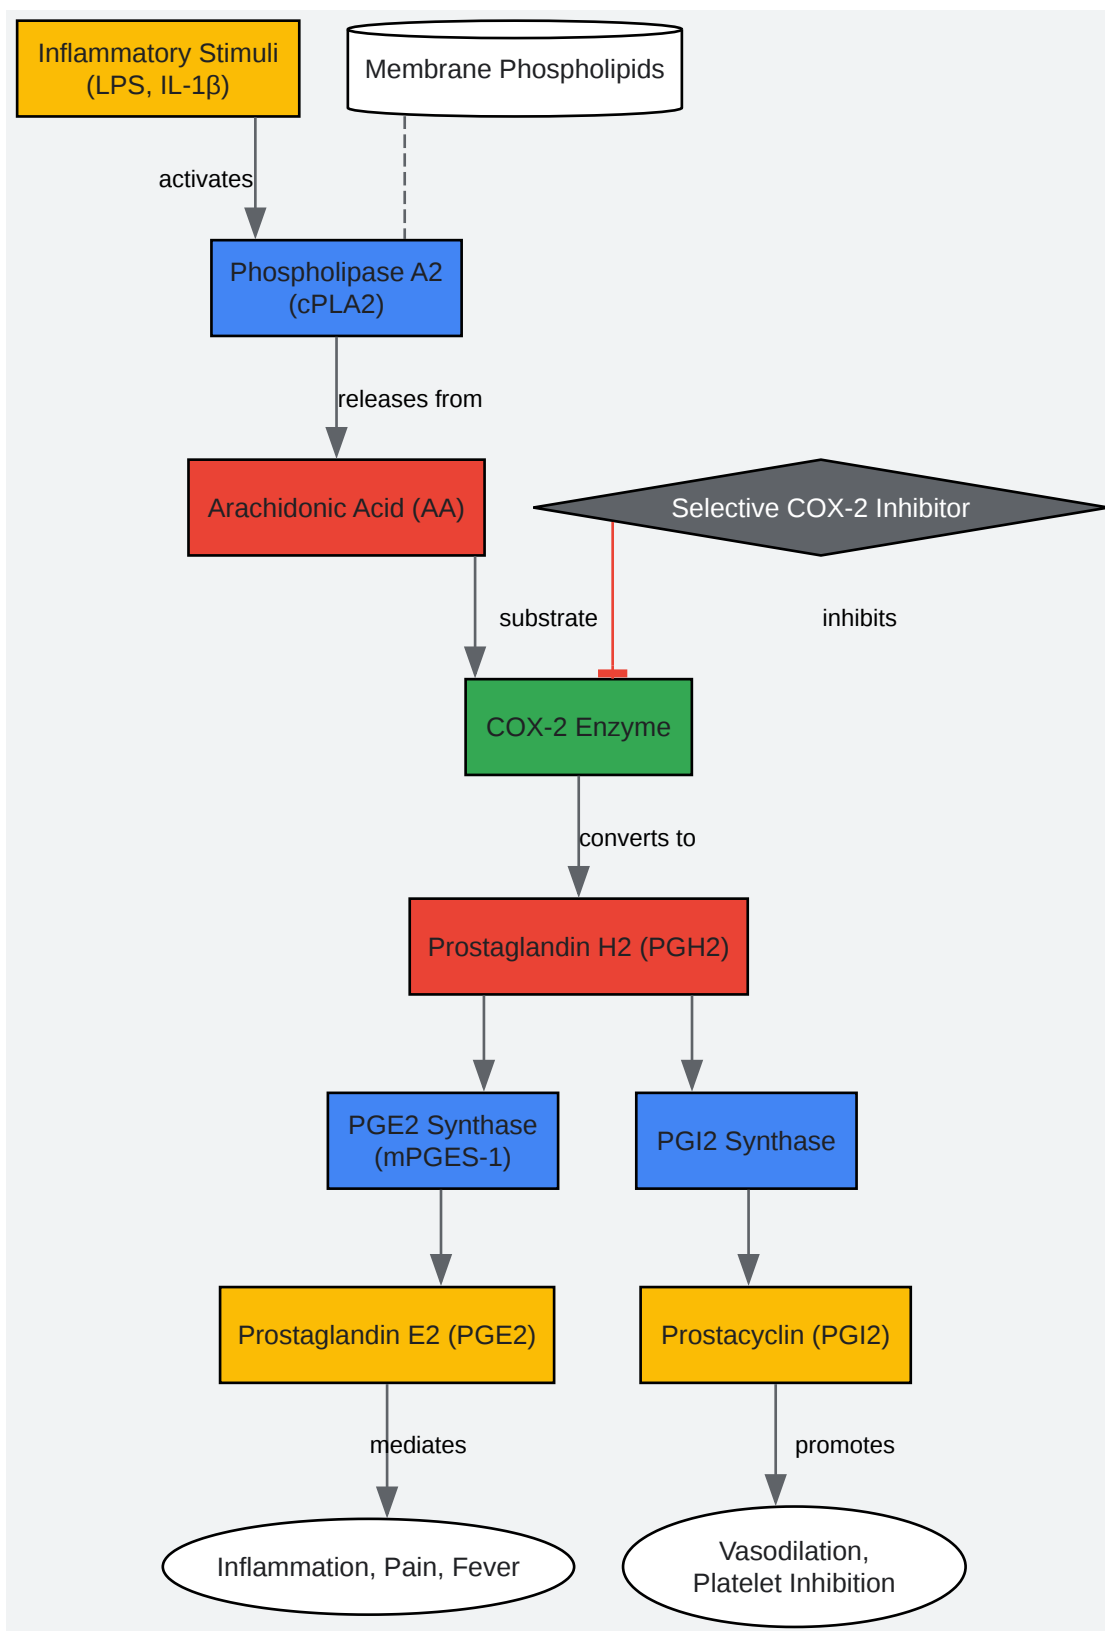 Inflammatory Stimuli
(LPS, IL-1β)
Membrane Phospholipids
activates
Phospholipase A2
(cPLA2)
releases from
Arachidonic Acid (AA)
Selective COX-2 Inhibitor
substrate
inhibits
COX-2 Enzyme
converts to
Prostaglandin H2 (PGH2)
PGE2 Synthase
(mPGES-1)
PGI2 Synthase
Prostaglandin E2 (PGE2)
Prostacyclin (PGI2)
mediates
promotes
Inflammation, Pain, Fever
Vasodilation,
Platelet Inhibition